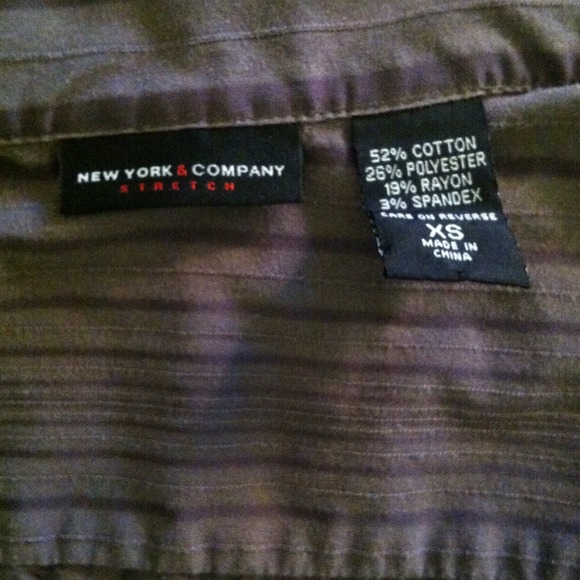 NEW YORK & COMPANY
STRETCH
52% COTTON
26% POLYESTER
19% RAYON
3% SPANDEX
CARE ON REVERSE
XS
MADE IN
CHINA